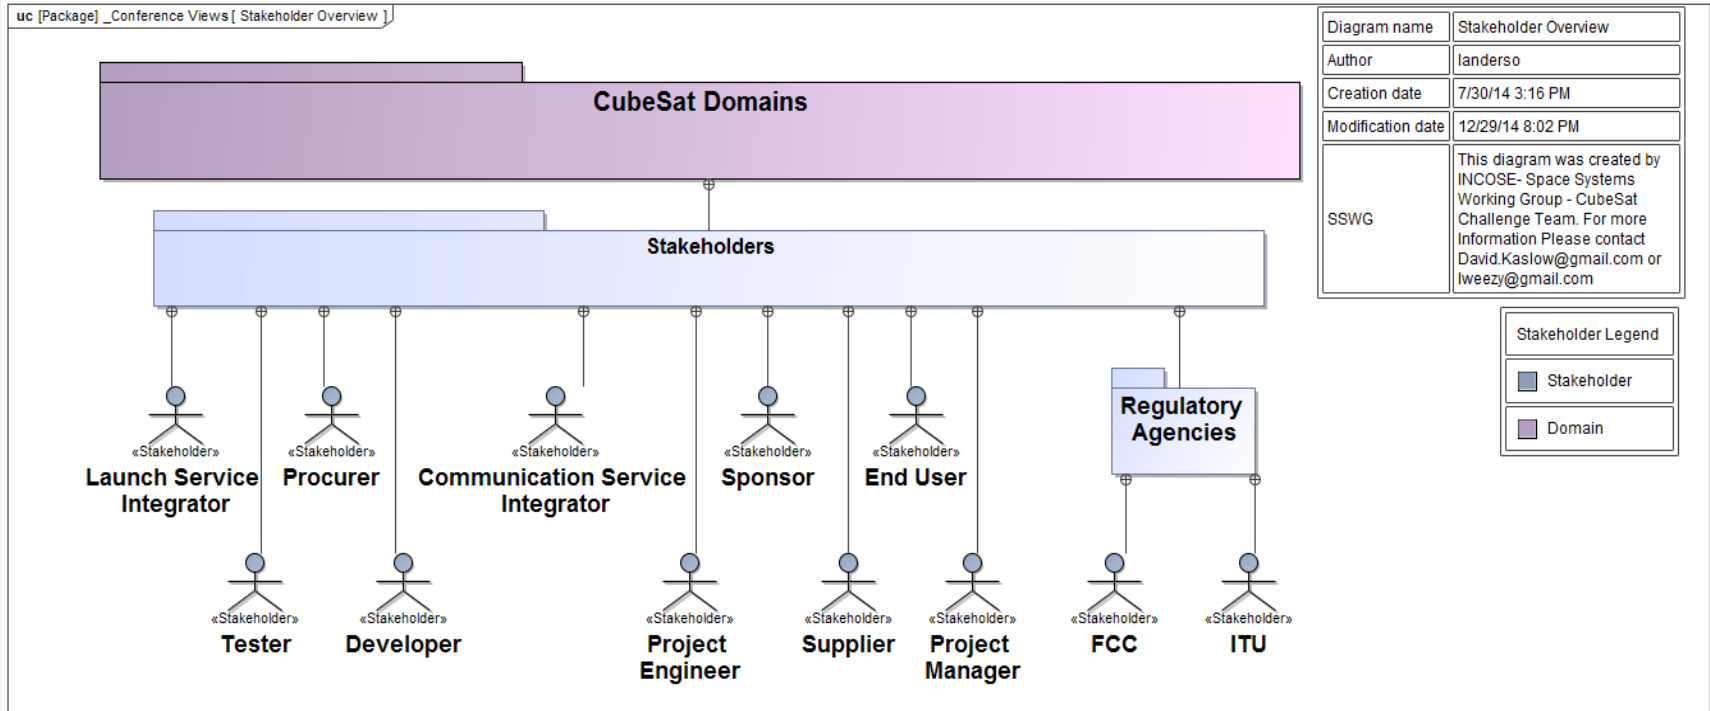 uc [Package] _Conference Views [ Stakeholder Overview ]
Diagram name Stakeholder Overview
Author landerso
Creation date 7/30/14 3:16 PM
Modification date 12/29/14 8:02 PM
SSWG
This diagram was created by
INCOSE- Space Systems
Working Group - CubeSat
Challenge Team. For more
Information Please contact
David.Kaslow@gmail.com or
lweezy@gmail.com
Stakeholder Legend
Stakeholder
Domain
CubeSat Domains
Stakeholders
«Stakeholder»
Launch Service
Integrator
«Stakeholder»
Procurer
«Stakeholder»
Communication Service
Integrator
«Stakeholder»
Sponsor
«Stakeholder»
End User
Regulatory
Agencies
«Stakeholder»
Tester
«Stakeholder»
Developer
«Stakeholder»
Project
Engineer
«Stakeholder»
Supplier
«Stakeholder»
Project
Manager
«Stakeholder»
FCC
«Stakeholder»
ITU